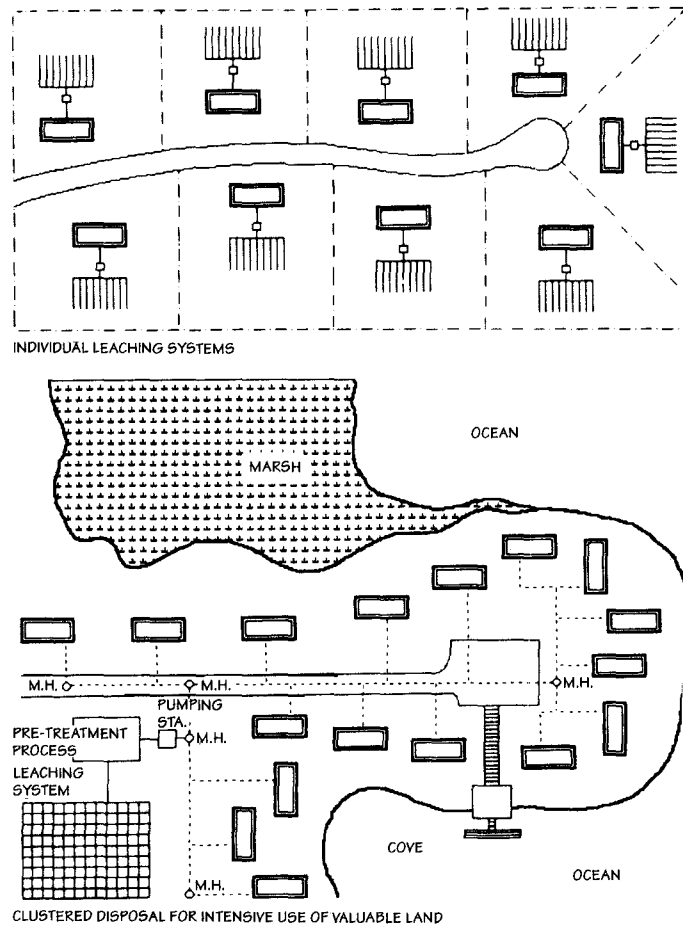 INDIVIDUAL LEACHING SYSTEMS
OCEAN
MARSH
M.H.
M.H.
M.H.
PUMPING
STA.
M.H.
PRE-TREATMENT
PROCESS
LEACHING
SYSTEM
COVE
OCEAN
M.H.
CLUSTERED DISPOSAL FOR INTENSIVE USE OF VALUABLE LAND